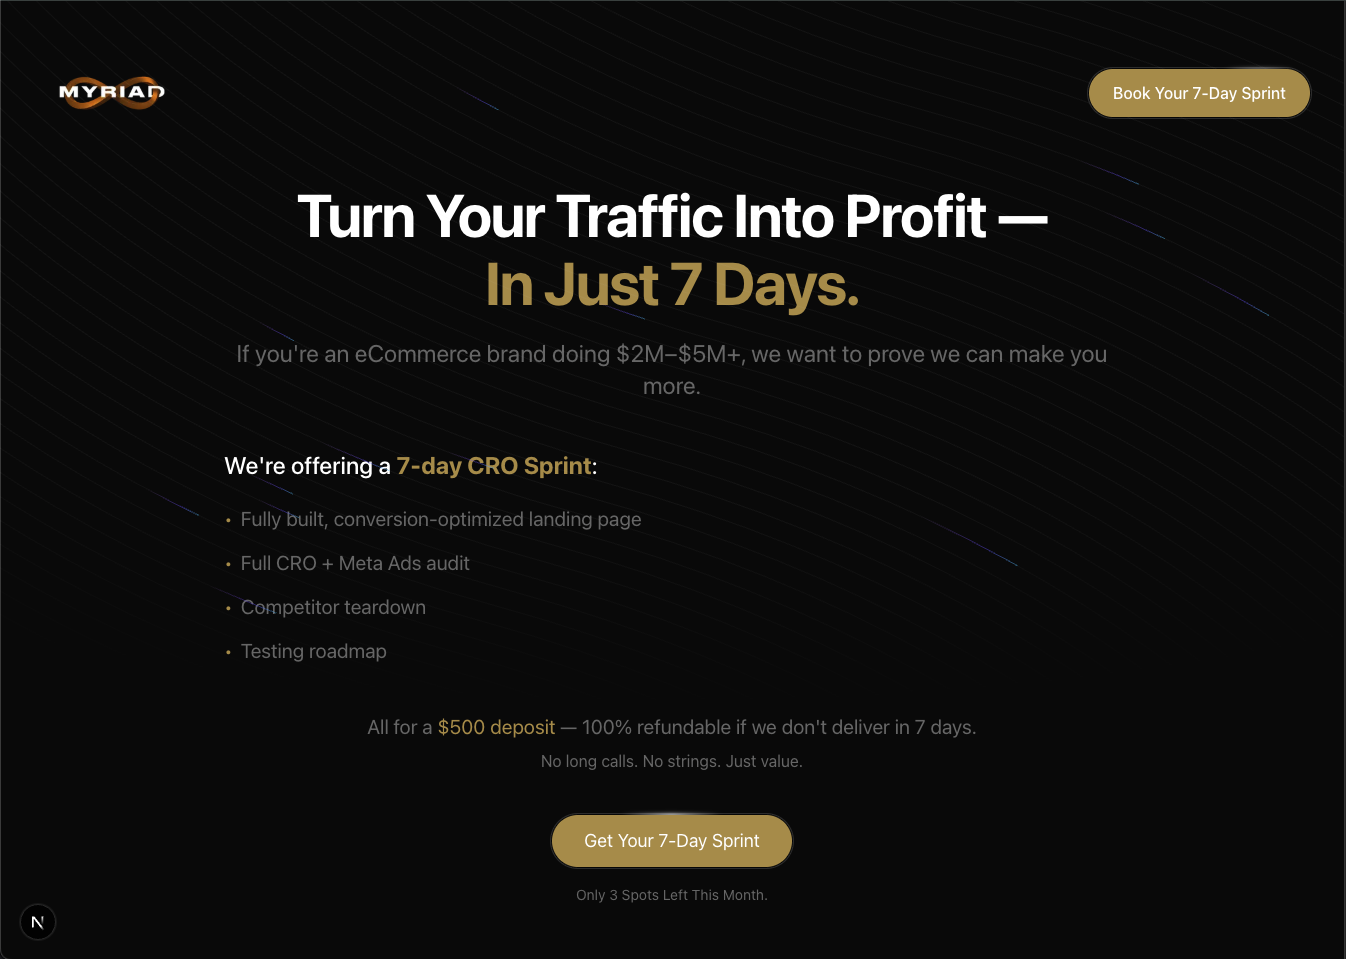 MYRIAD
Book Your 7-Day Sprint
Turn Your Traffic Into Profit —
In Just 7 Days.
If you're an eCommerce brand doing $2M–$5M+, we want to prove we can make you
more.
We're offering a 7-day CRO Sprint:
• Fully built, conversion-optimized landing page
• Full CRO + Meta Ads audit
• Competitor teardown
• Testing roadmap
All for a $500 deposit — 100% refundable if we don't deliver in 7 days.
No long calls. No strings. Just value.
Get Your 7-Day Sprint
Only 3 Spots Left This Month.
N